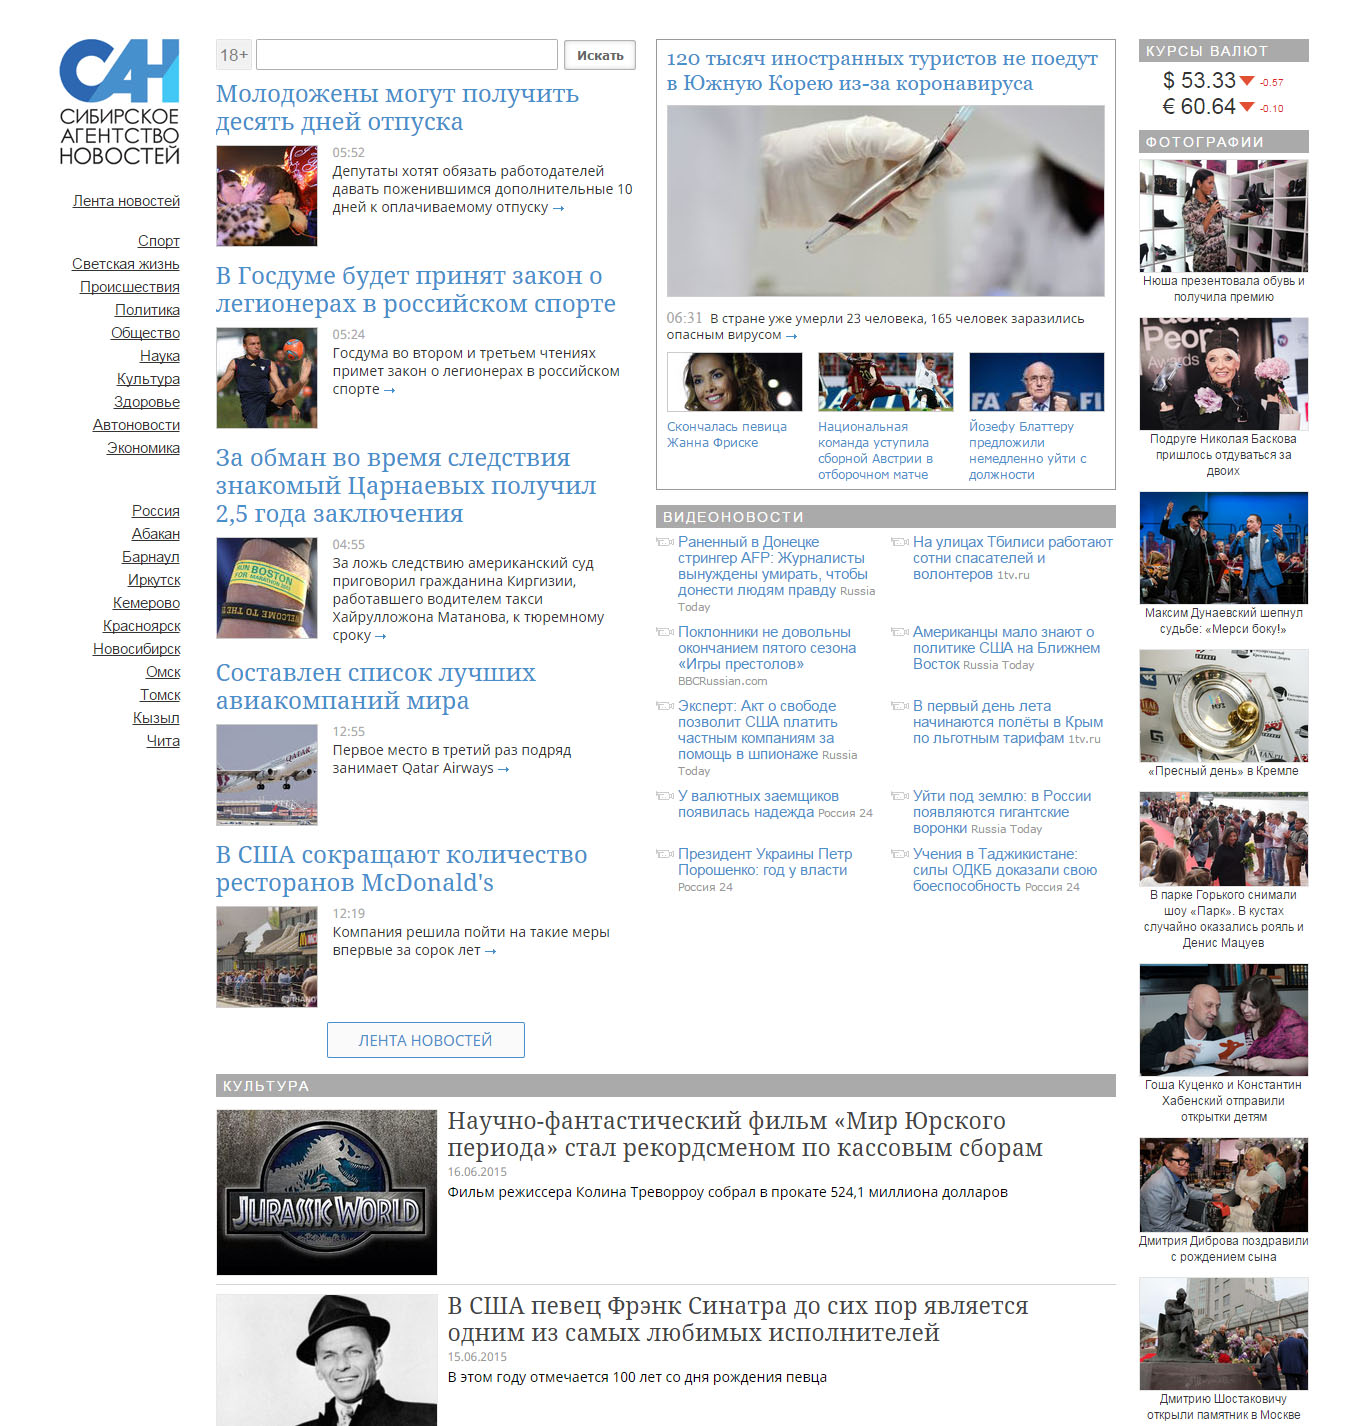 САН
СИБИРСКОЕ
АГЕНТСТВО
НОВОСТЕЙ
Лента новостей
Спорт
Светская жизнь
Происшествия
Политика
Общество
Наука
Культура
Здоровье
Автоновости
Экономика
Россия
Абакан
Барнаул
Иркутск
Кемерово
Красноярск
Новосибирск
Омск
Томск
Кызыл
Чита
18+
Искать
Молодожены могут получить
десять дней отпуска
05:52
Депутаты хотят обязать работодателей
давать поженившимся дополнительные 10
дней к оплачиваемому отпуску →
В Госдуме будет принят закон о
легионерах в российском спорте
05:24
Госдума во втором и третьем чтениях
примет закон о легионерах в российском
спорте →
За обман во время следствия
знакомый Царнаевых получил
2,5 года заключения
RUN BOSTON
FOR MARATHON 2013
WELCOME TO THE
04:55
За ложь следствию американский суд
приговорил гражданина Киргизии,
работавшего водителем такси
Хайрулложона Матанова, к тюремному
сроку →
Составлен список лучших
авиакомпаний мира
12:55
Первое место в третий раз подряд
занимает Qatar Airways →
В США сокращают количество
ресторанов McDonald's
12:19
Компания решила пойти на такие меры
впервые за сорок лет →
ЛЕНТА НОВОСТЕЙ
120 тысяч иностранных туристов не поедут
в Южную Корею из-за коронавируса
06:31 В стране уже умерли 23 человека, 165 человек заразились
опасным вирусом →
Скончалась певица
Жанна Фриске
Национальная
команда уступила
сборной Австрии в
отборочном матче
FA
FIFA
Йозефу Блаттеру
предложили
немедленно уйти с
должности
ВИДЕОНОВОСТИ
Раненный в Донецке
стрингер AFP: Журналисты
вынуждены умирать, чтобы
донести людям правду Russia
Today
На улицах Тбилиси работают
сотни спасателей и
волонтеров 1tv.ru
Поклонники не довольны
окончанием пятого сезона
«Игры престолов»
BBCRussian.com
Американцы мало знают о
политике США на Ближнем
Восток Russia Today
Эксперт: Акт о свободе
позволит США платить
частным компаниям за
помощь в шпионаже Russia
Today
В первый день лета
начинаются полёты в Крым
по льготным тарифам 1tv.ru
У валютных заемщиков
появилась надежда Россия 24
Уйти под землю: в России
появляются гигантские
воронки Russia Today
Президент Украины Петр
Порошенко: год у власти
Россия 24
Учения в Таджикистане:
силы ОДКБ доказали свою
боеспособность Россия 24
КУЛЬТУРА
JURASSIC WORLD
Научно-фантастический фильм «Мир Юрского
периода» стал рекордсменом по кассовым сборам
16.06.2015
Фильм режиссера Колина Треворроу собрал в прокате 524,1 миллиона долларов
В США певец Фрэнк Синатра до сих пор является
одним из самых любимых исполнителей
15.06.2015
В этом году отмечается 100 лет со дня рождения певца
КУРСЫ ВАЛЮТ
$ 53.33 -0.57
€ 60.64 -0.10
ФОТОГРАФИИ
Нюша презентовала обувь и
получила премию
Fashion
People
Awards
Подруге Николая Баскова
пришлось отдуваться за
двоих
Максим Дунаевский шепнул
судьбе: «Мерси боку!»
«Пресный день» в Кремле
В парке Горького снимали
шоу «Парк». В кустах
случайно оказались рояль и
Денис Мацуев
Гоша Куценко и Константин
Хабенский отправили
открытки детям
Дмитрия Диброва поздравили
с рождением сына
Дмитрию Шостаковичу
открыли памятник в Москве